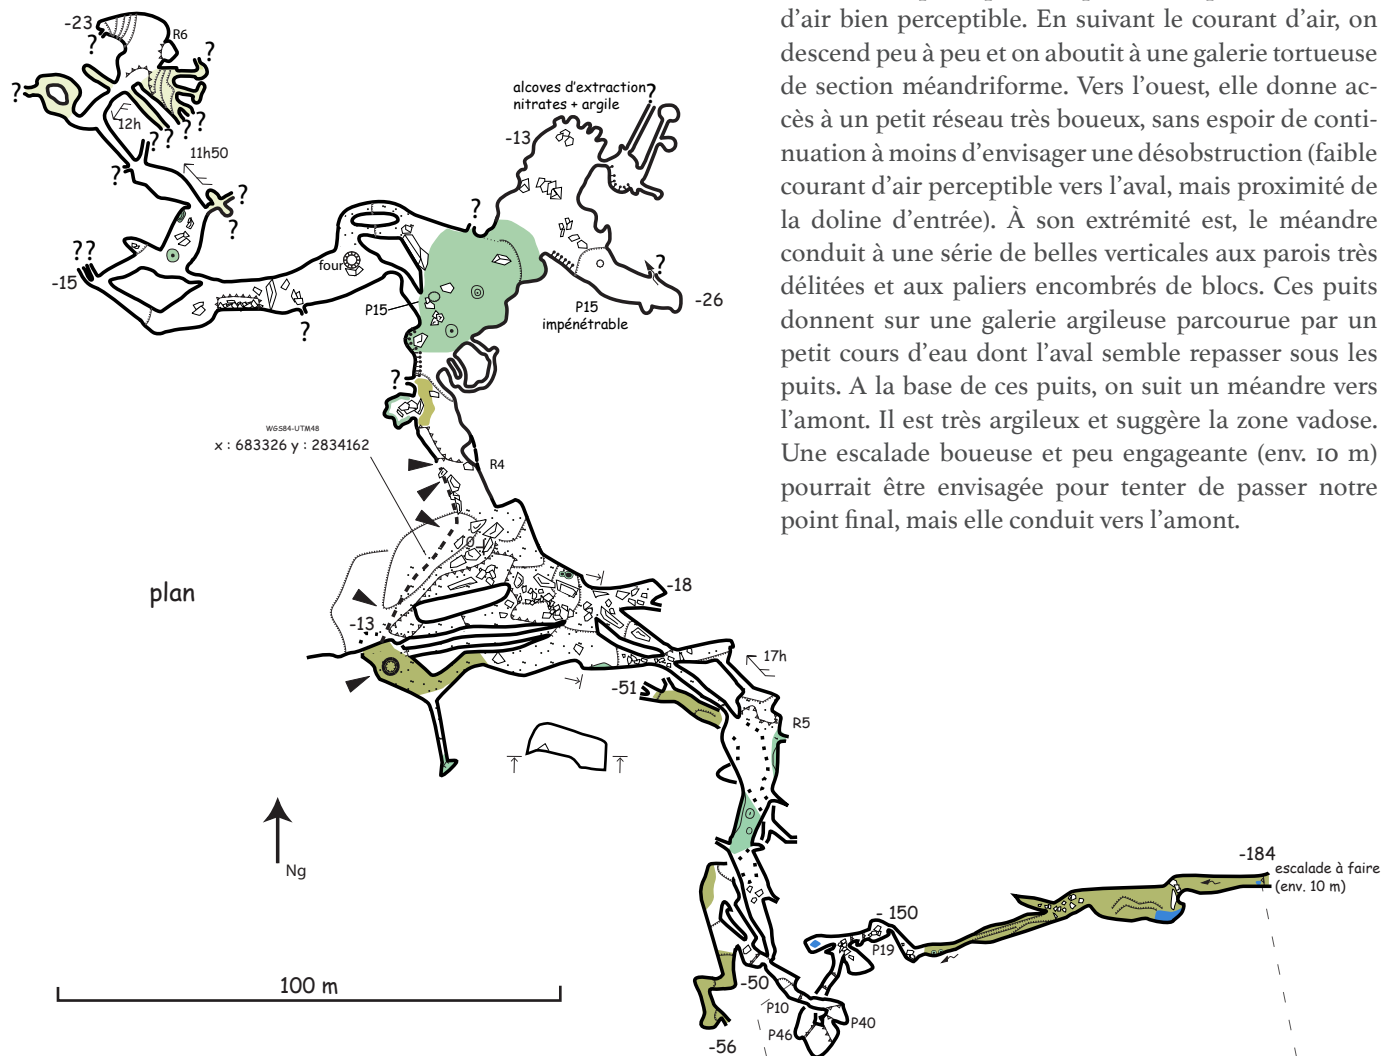 d'air bien perceptible. En suivant le courant d'air, on
descend peu à peu et on aboutit à une galerie tortueuse
de section méandriforme. Vers l'ouest, elle donne ac-
cès à un petit réseau très boueux, sans espoir de conti-
nuation à moins d'envisager une désobstruction (faible
courant d'air perceptible vers l'aval, mais proximité de
la doline d'entrée). À son extrémité est, le méandre
conduit à une série de belles verticales aux parois très
délitées et aux paliers encombrés de blocs. Ces puits
donnent sur une galerie argileuse parcourue par un
petit cours d'eau dont l'aval semble repasser sous les
puits. A la base de ces puits, on suit un méandre vers
l'amont. Il est très argileux et suggère la zone vadose.
Une escalade boueuse et peu engageante (env. 10 m)
pourrait être envisagée pour tenter de passer notre
point final, mais elle conduit vers l'amont.
-23
R6
?
?
?
12h
? ?
? ?
11h50
?
?
?
? ?
-15
four
?
alcoves d'extraction
nitrates + argile
?
-13
?
?
P15
P15
impénétrable
-26
?
WGS84-UTM48
x : 683326 y : 2834162
R4
plan
-18
-13
17h
-51
R5
Ng
-184
escalade à faire
(env. 10 m)
- 150
P19
100 m
-50
P10
P46
P40
-56